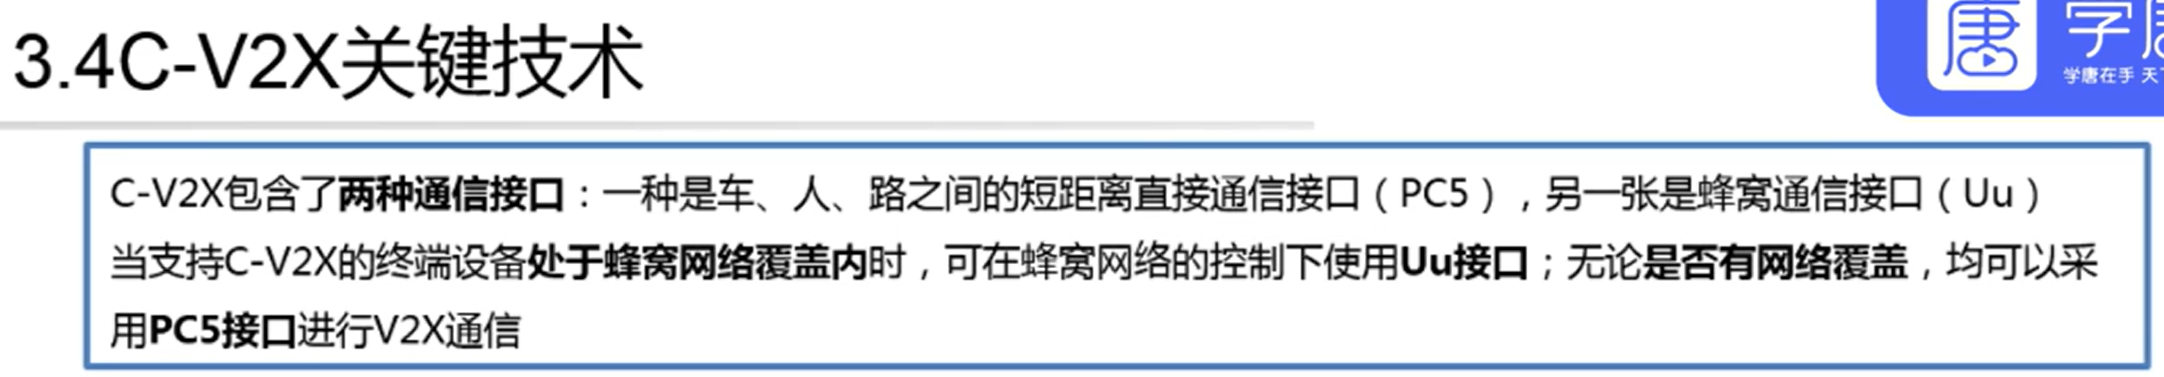 3.4C-V2X关键技术
唐
学
学唐在手 天
C-V2X包含了两种通信接口：一种是车、人、路之间的短距离直接通信接口（PC5），另一张是蜂窝通信接口（Uu）
当支持C-V2X的终端设备处于蜂窝网络覆盖内时，可在蜂窝网络的控制下使用Uu接口；无论是否有网络覆盖，均可以采
用PC5接口进行V2X通信